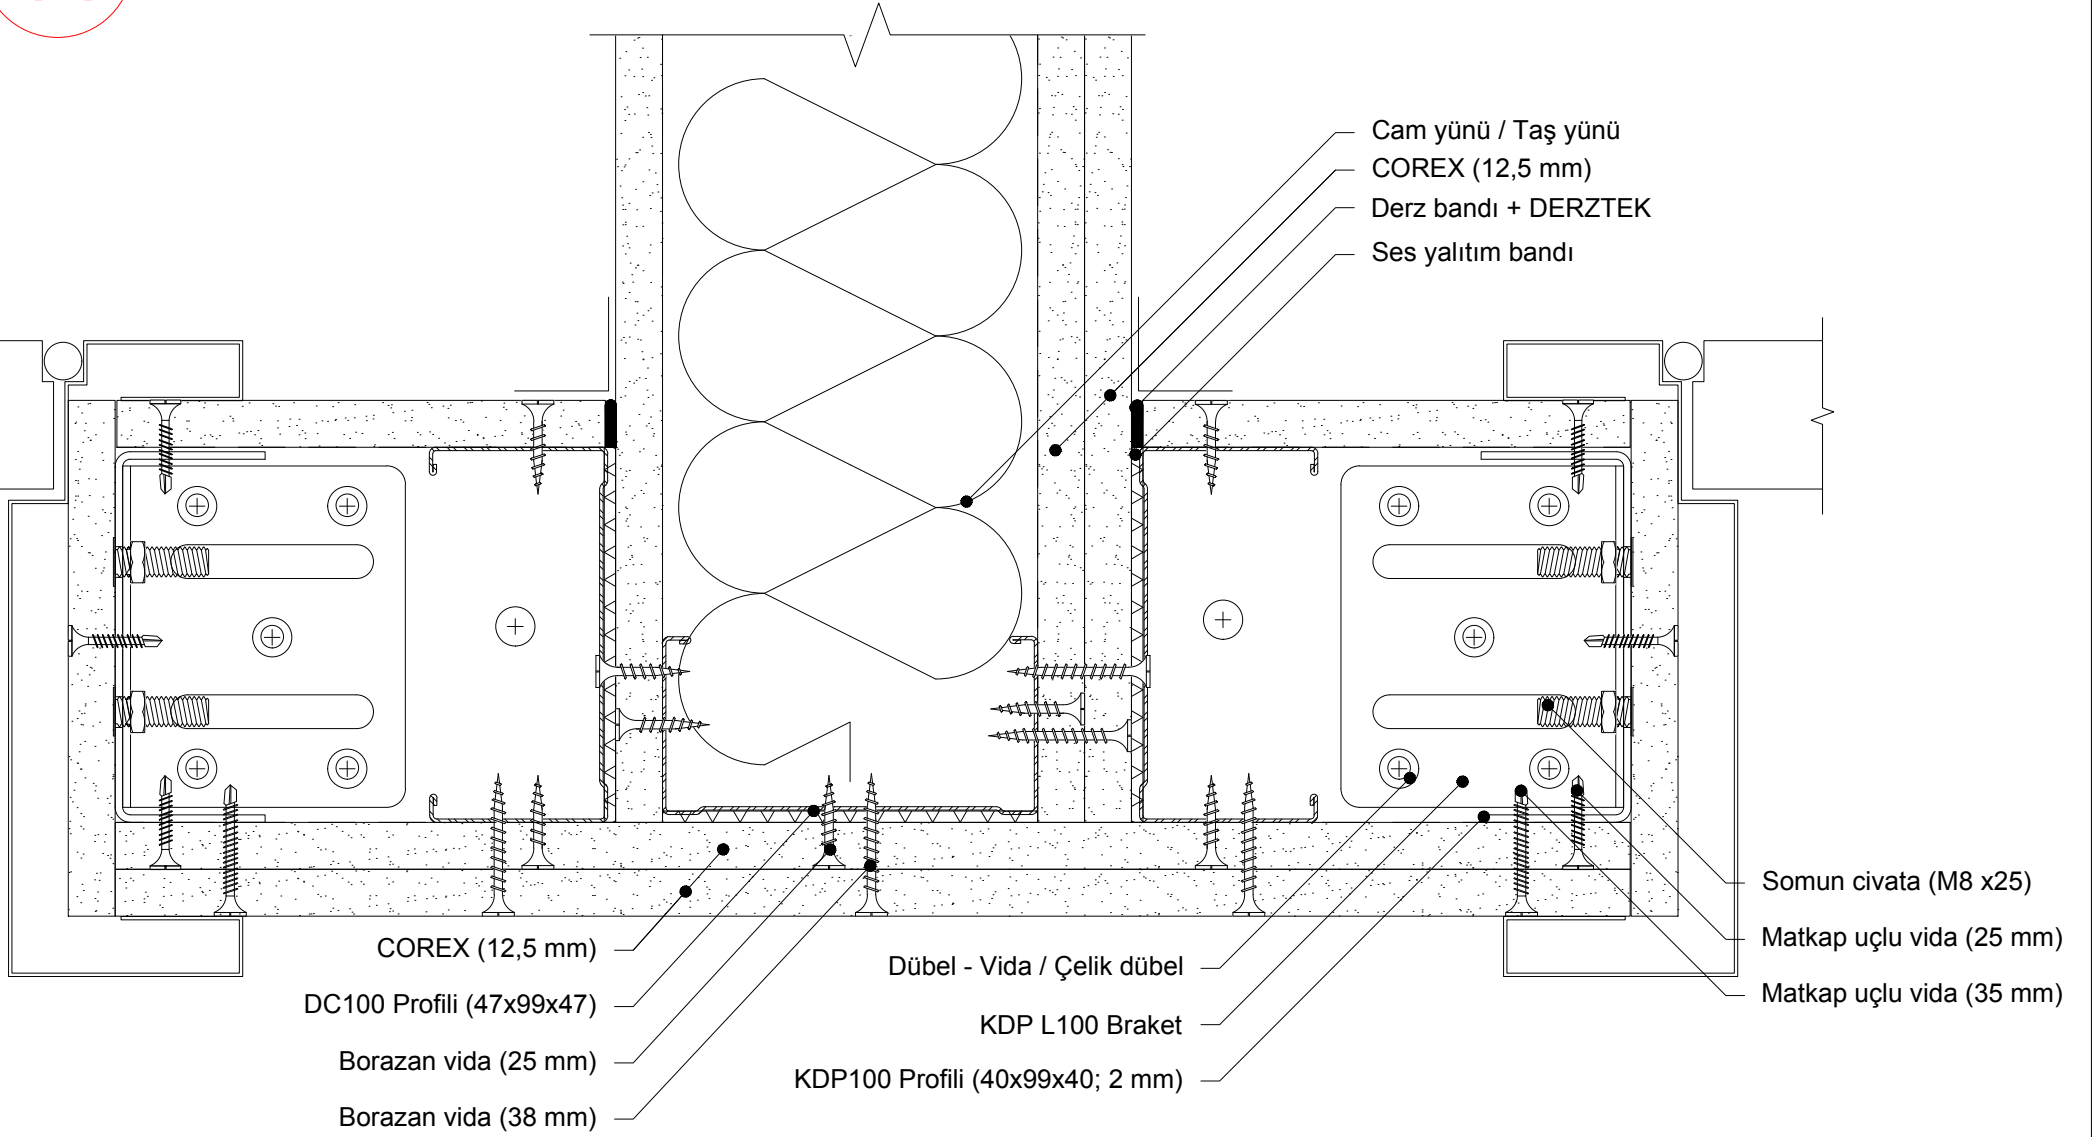 Cam yünü / Taş yünü
COREX (12,5 mm)
Derz bandı + DERZTEK
Ses yalıtım bandı
Somun civata (M8 x25)
Matkap uçlu vida (25 mm)
Matkap uçlu vida (35 mm)
COREX (12,5 mm)
DC100 Profili (47x99x47)
Borazan vida (25 mm)
Borazan vida (38 mm)
Dübel - Vida / Çelik dübel
KDP L100 Braket
KDP100 Profili (40x99x40; 2 mm)